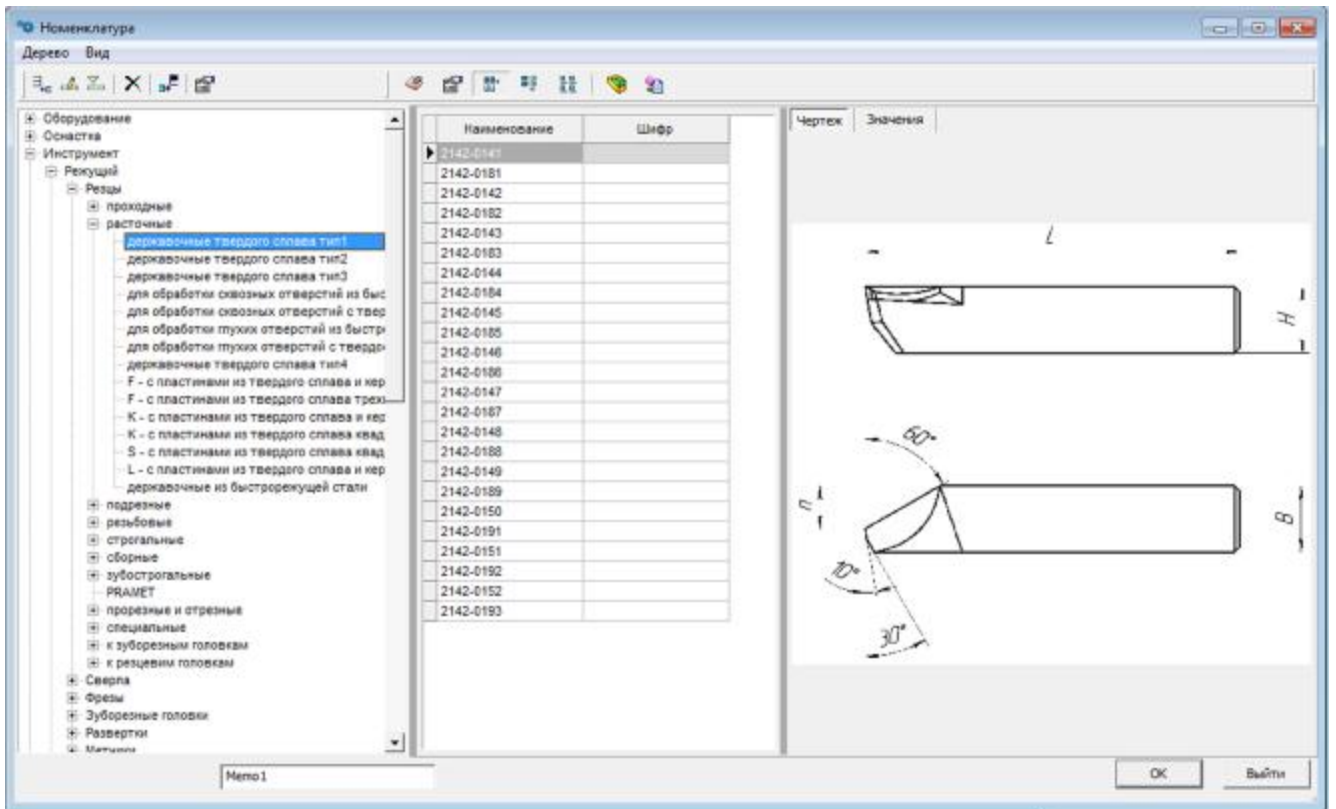 Номенклатура
Дерево Вид
Оборудование
Оснастка
Инструмент
Режущий
Резцы
проходные
расточные
державочные твердого сплава тип1
державочные твердого сплава тип2
державочные твердого сплава тип3
для обработки сквозных отверстий из быс
для обработки сквозных отверстий с твер
для обработки глухих отверстий из быстр
для обработки глухих отверстий с твердо
державочные твердого сплава тип4
F - с пластинами из твердого сплава и кер
F - с пластинами из твердого сплава трех
K - с пластинами из твердого сплава и кер
K - с пластинами из твердого сплава квад
S - с пластинами из твердого сплава квад
L - с пластинами из твердого сплава и кер
державочные из быстрорежущей стали
подрезные
резьбовые
строгальные
сборные
зубострогальные
PRAMET
прорезные и отрезные
специальные
к зуборезным головкам
к резцевим головкам
Сверла
Фрезы
Зуборезные головки
Развертки
Наименование Шифр
2142-0141
2142-0181
2142-0142
2142-0182
2142-0143
2142-0183
2142-0144
2142-0184
2142-0145
2142-0185
2142-0146
2142-0186
2142-0147
2142-0187
2142-0148
2142-0188
2142-0149
2142-0189
2142-0150
2142-0191
2142-0151
2142-0192
2142-0152
2142-0193
Чертеж Значения
L
H
60°
n
B
10°
30°
Memo1
OK Выйти